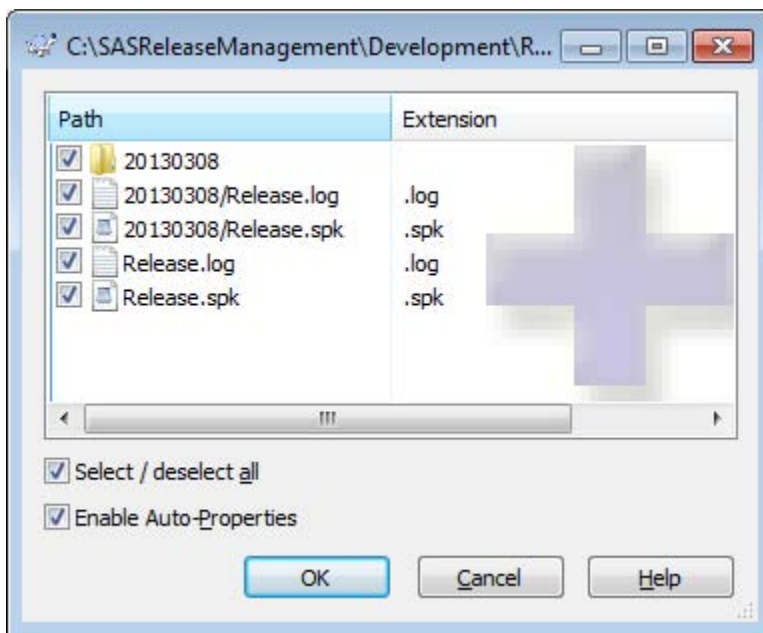 C:\SASReleaseManagement\Development\R...
Path Extension
20130308
20130308/Release.log .log
20130308/Release.spk .spk
Release.log .log
Release.spk .spk
Select / deselect all
Enable Auto-Properties
OK Cancel Help